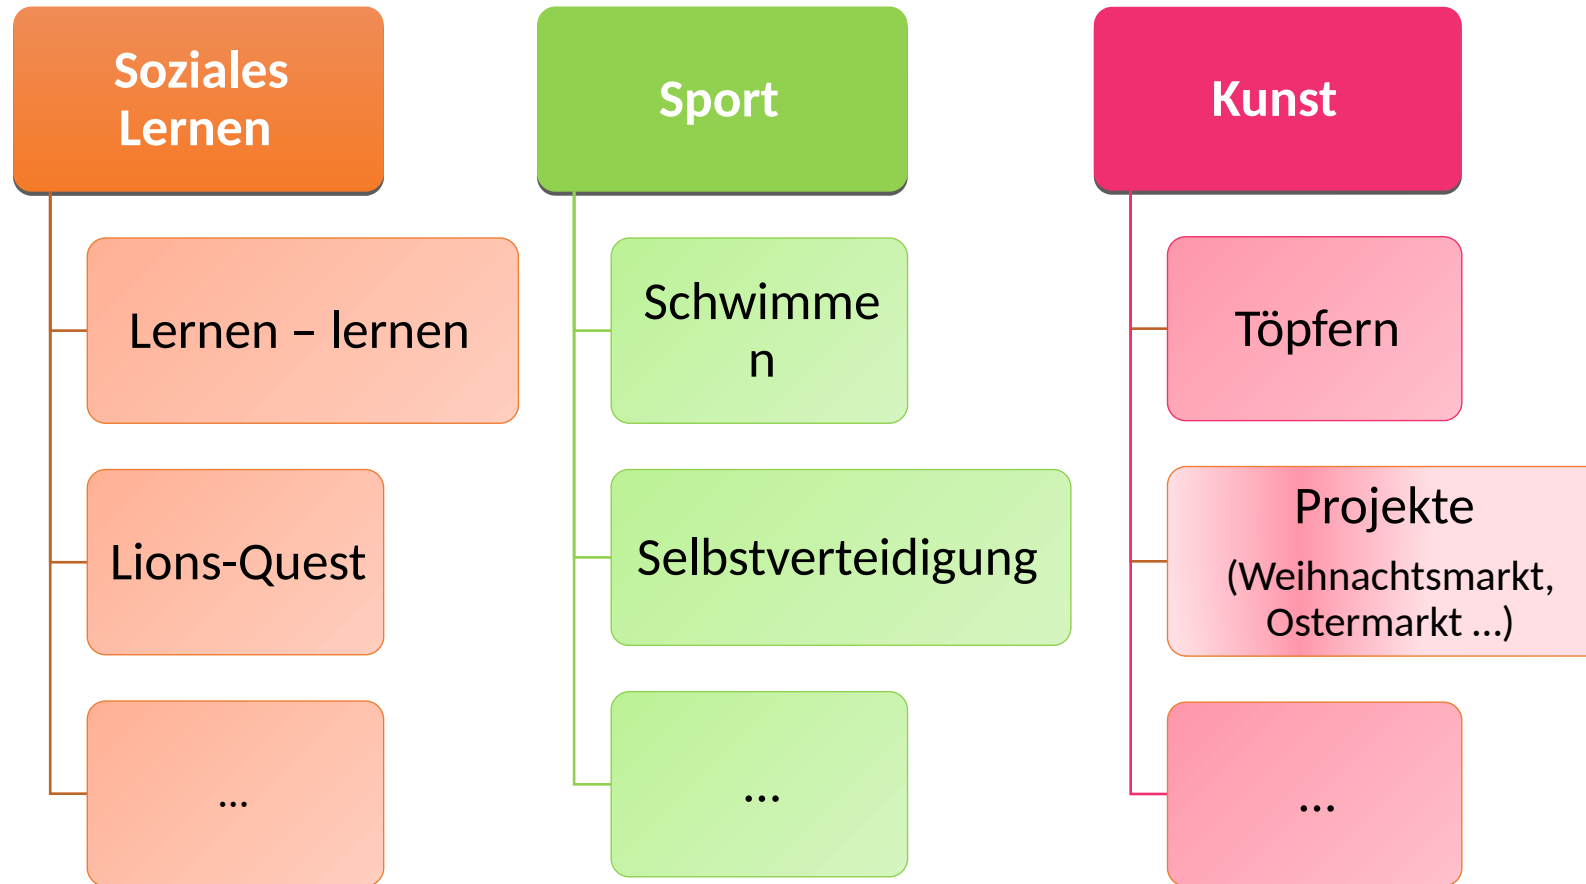 Soziales
Lernen
Lernen – lernen
Lions-Quest
...
Sport
Schwimme
n
Selbstverteidigung
...
Kunst
Töpfern
Projekte
(Weihnachtsmarkt,
Ostermarkt ...)
...